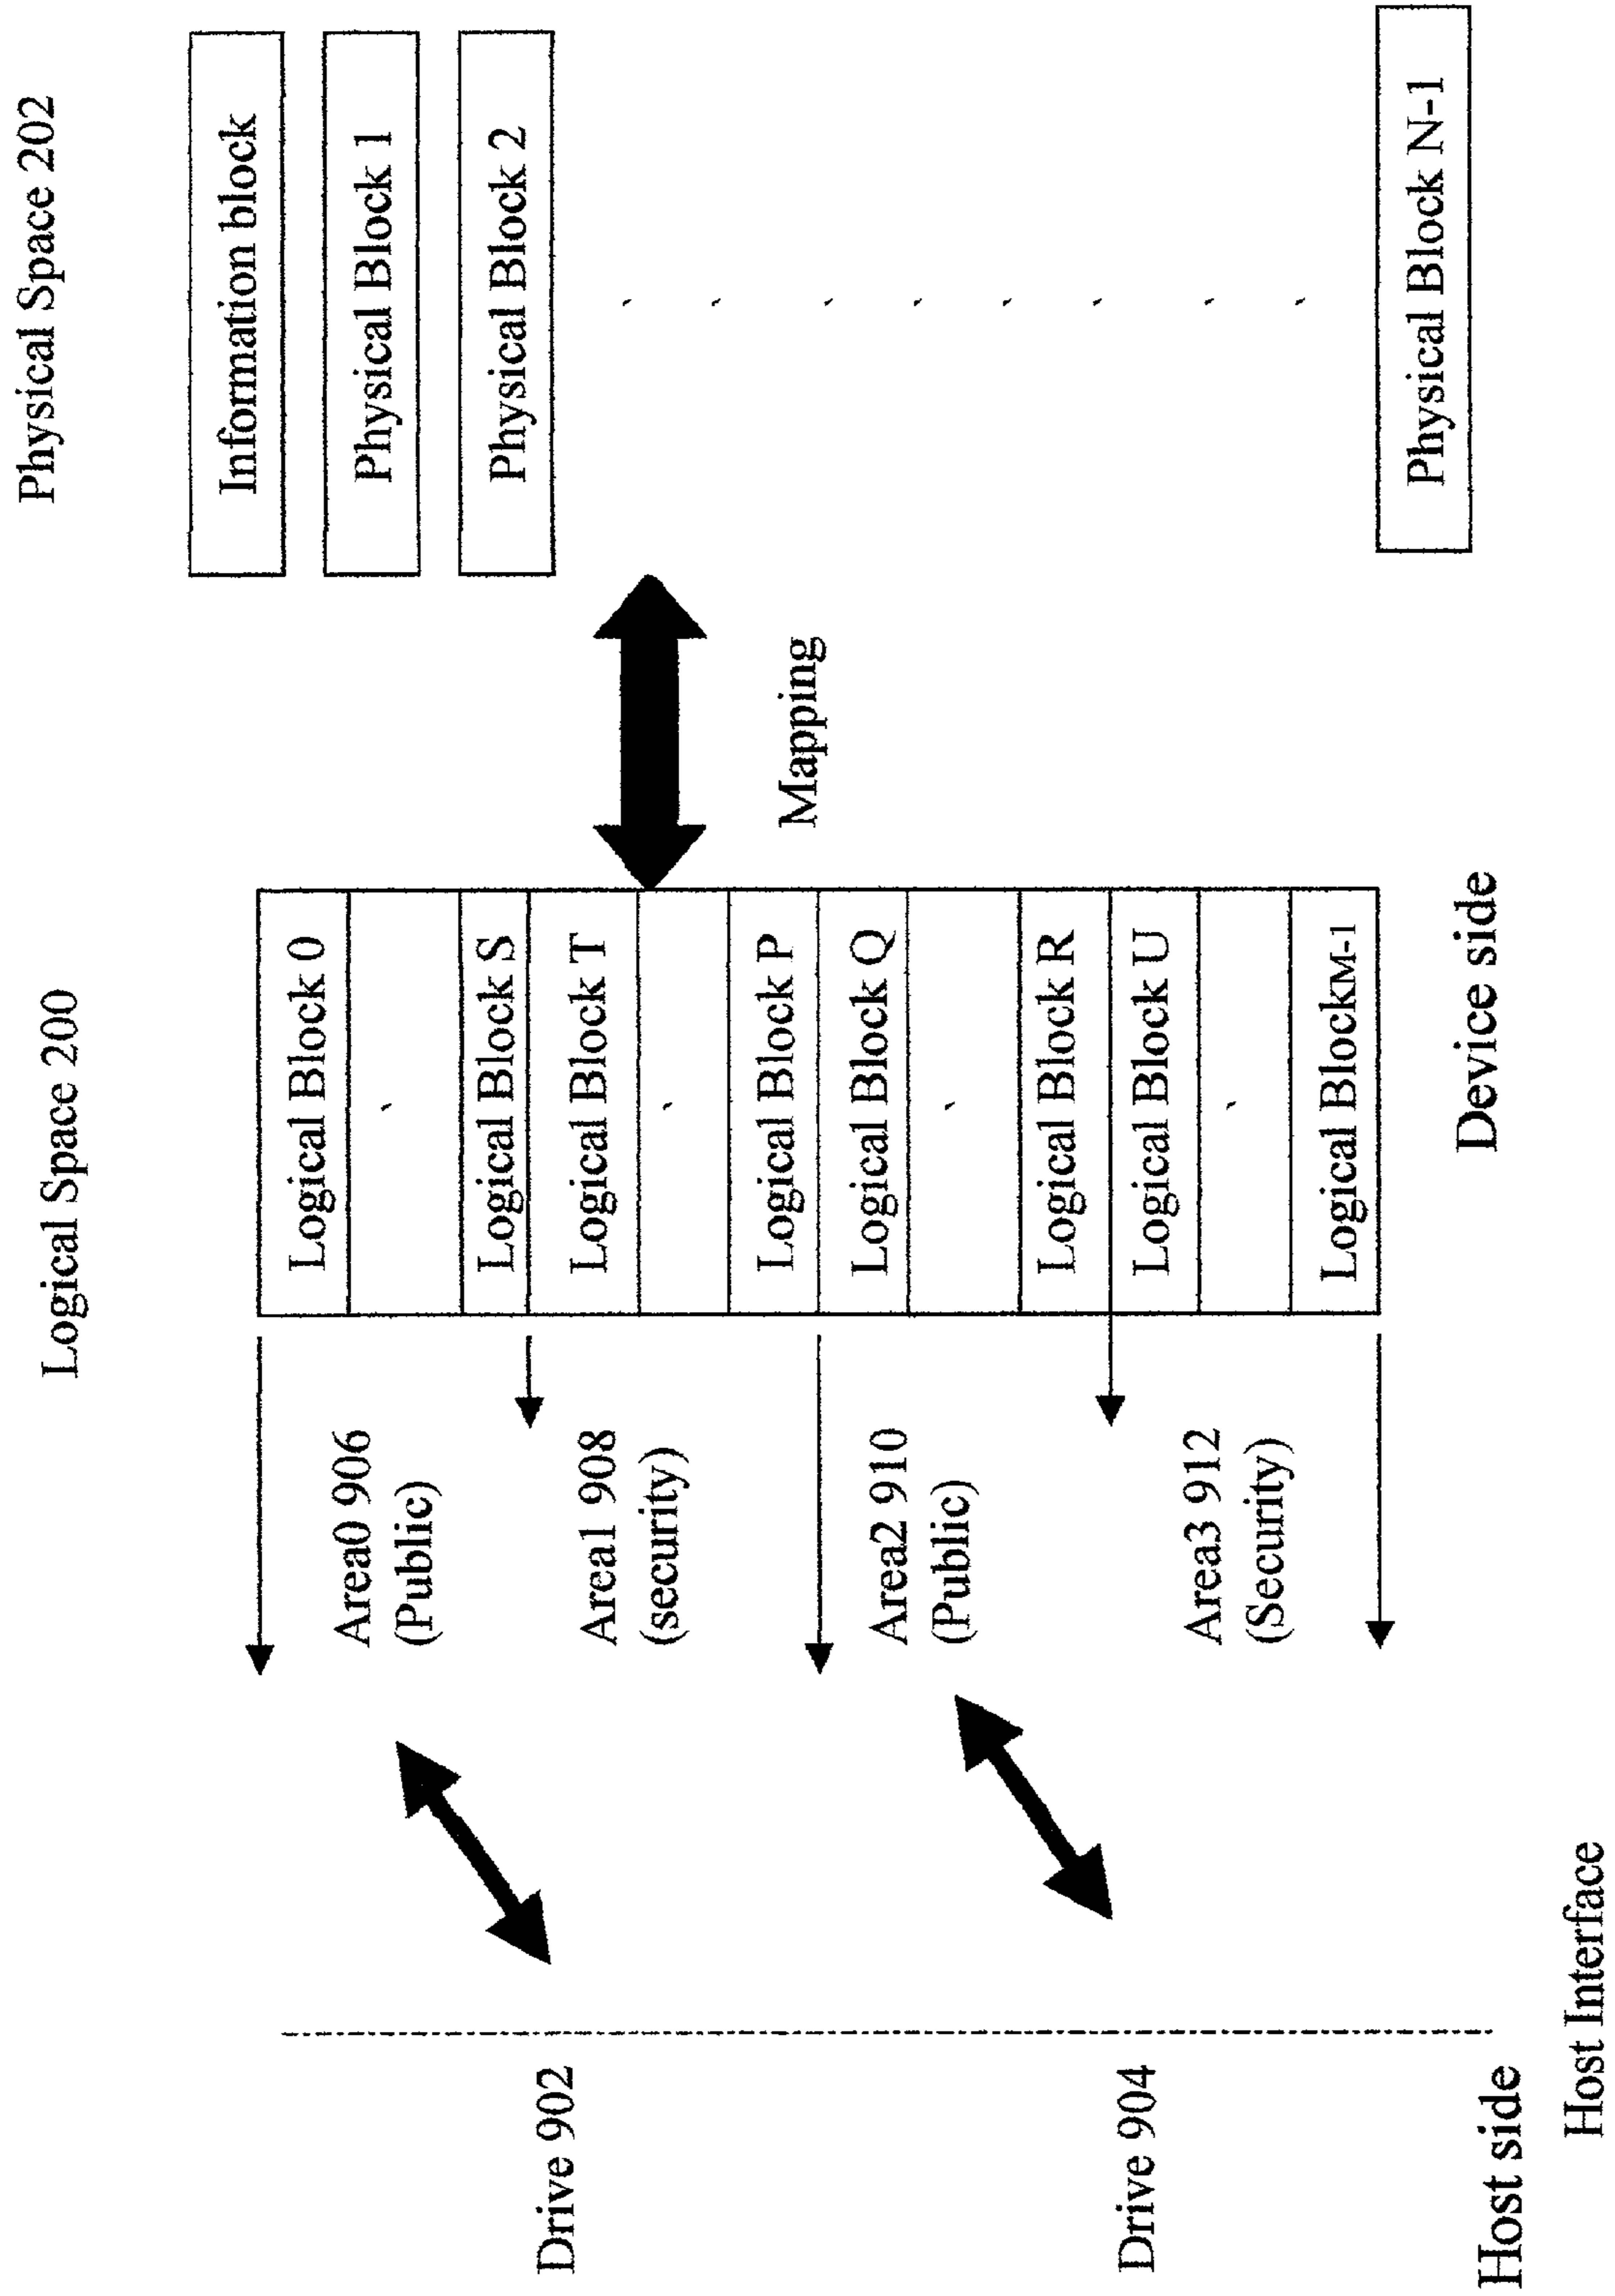 Physical Space 202
Information block
Physical Block 1
Physical Block 2
Physical Block N-1
Mapping
Logical Space 200
Logical Block 0
Logical Block S
Logical Block T
Logical Block P
Logical Block Q
Logical Block R
Logical Block U
Logical BlockM-1
Device side
Area0 906
(Public)
Area1 908
(security)
Area2 910
(Public)
Area3 912
(Security)
Drive 902
Drive 904
Host side
Host Interface